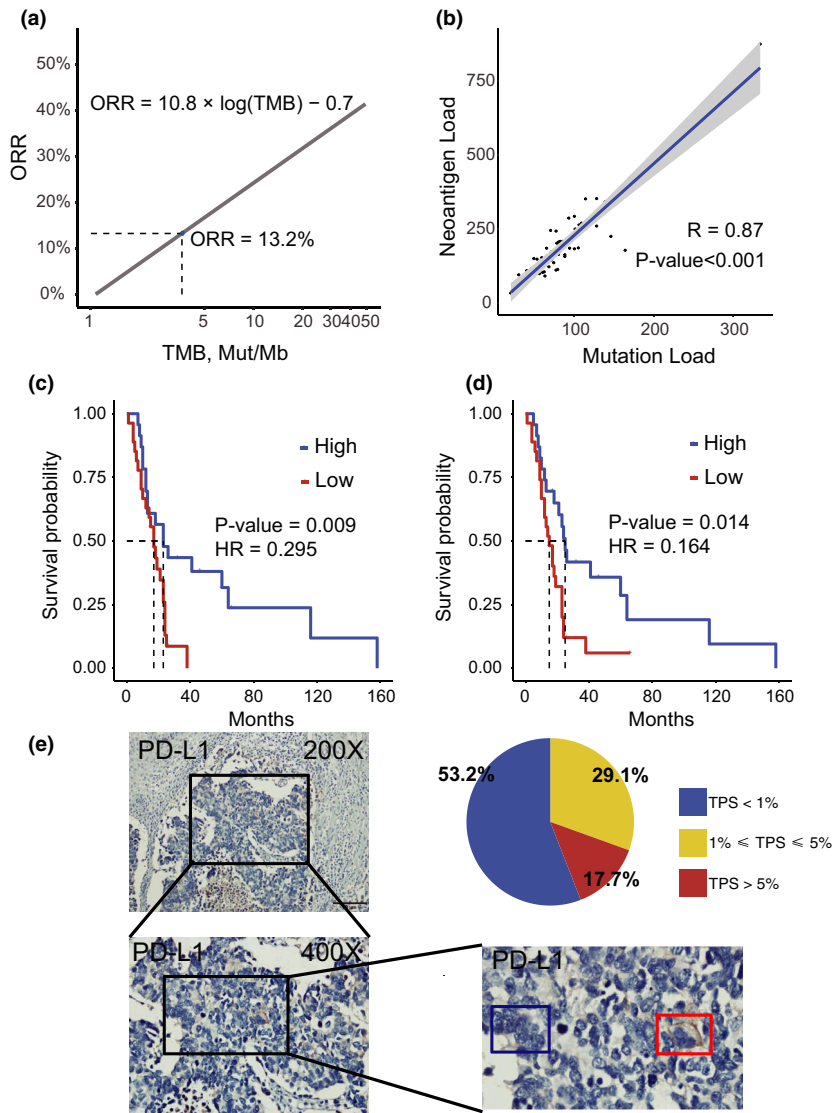 (a)
50%
40%
30%
20%
10%
0%
ORR
ORR = 10.8 × log(TMB) − 0.7
ORR = 13.2%
1
5
10
20
304050
TMB, Mut/Mb
(b)
750
500
250
0
Neoantigen Load
R = 0.87
P-value<0.001
100
200
300
Mutation Load
(c)
1.00
0.75
0.50
0.25
0.00
Survival probability
High
Low
P-value = 0.009
HR = 0.295
0
40
80
120
160
Months
(d)
1.00
0.75
0.50
0.25
0.00
Survival probability
High
Low
P-value = 0.014
HR = 0.164
0
40
80
120
160
Months
(e)
PD-L1
200X
53.2%
29.1%
17.7%
TPS < 1%
1% ⩽ TPS ⩽ 5%
TPS > 5%
PD-L1
400X
PD-L1